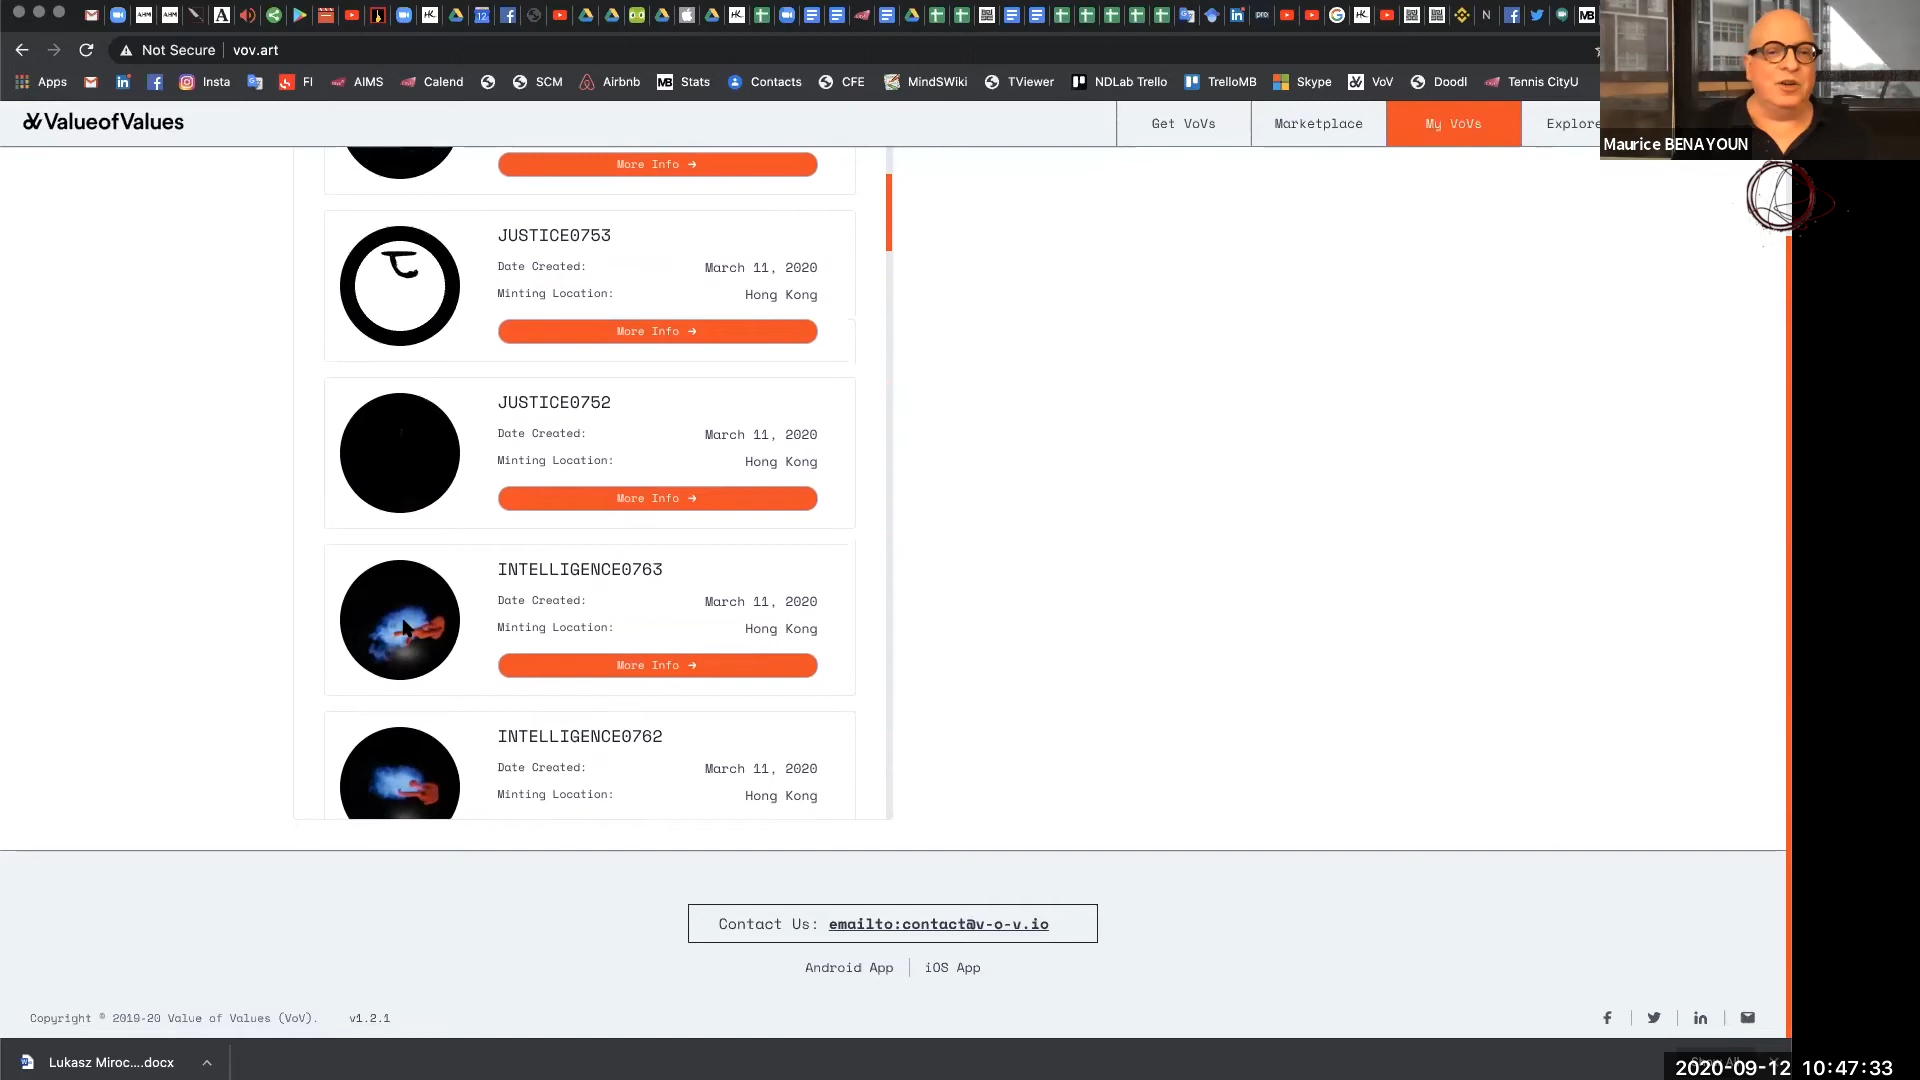 Not Secure vov.art
Apps Insta FI AIMS Calend SCM Airbnb MB Stats Contacts CFE MindSWiki TViewer NDLab Trello TrelloMB Skype VoV Doodl Tennis CityU
ValueofValues Get VoVs Marketplace My VoVs Explore
Maurice BENAYOUN
More Info →
JUSTICE0753
Date Created: March 11, 2020
Minting Location: Hong Kong
More Info →
JUSTICE0752
Date Created: March 11, 2020
Minting Location: Hong Kong
More Info →
INTELLIGENCE0763
Date Created: March 11, 2020
Minting Location: Hong Kong
More Info →
INTELLIGENCE0762
Date Created: March 11, 2020
Minting Location: Hong Kong
Contact Us: emailto:contact@v-o-v.io
Android App iOS App
Copyright © 2019-20 Value of Values (VoV). v1.2.1
Lukasz Miroc....docx
2020-09-12 10:47:33